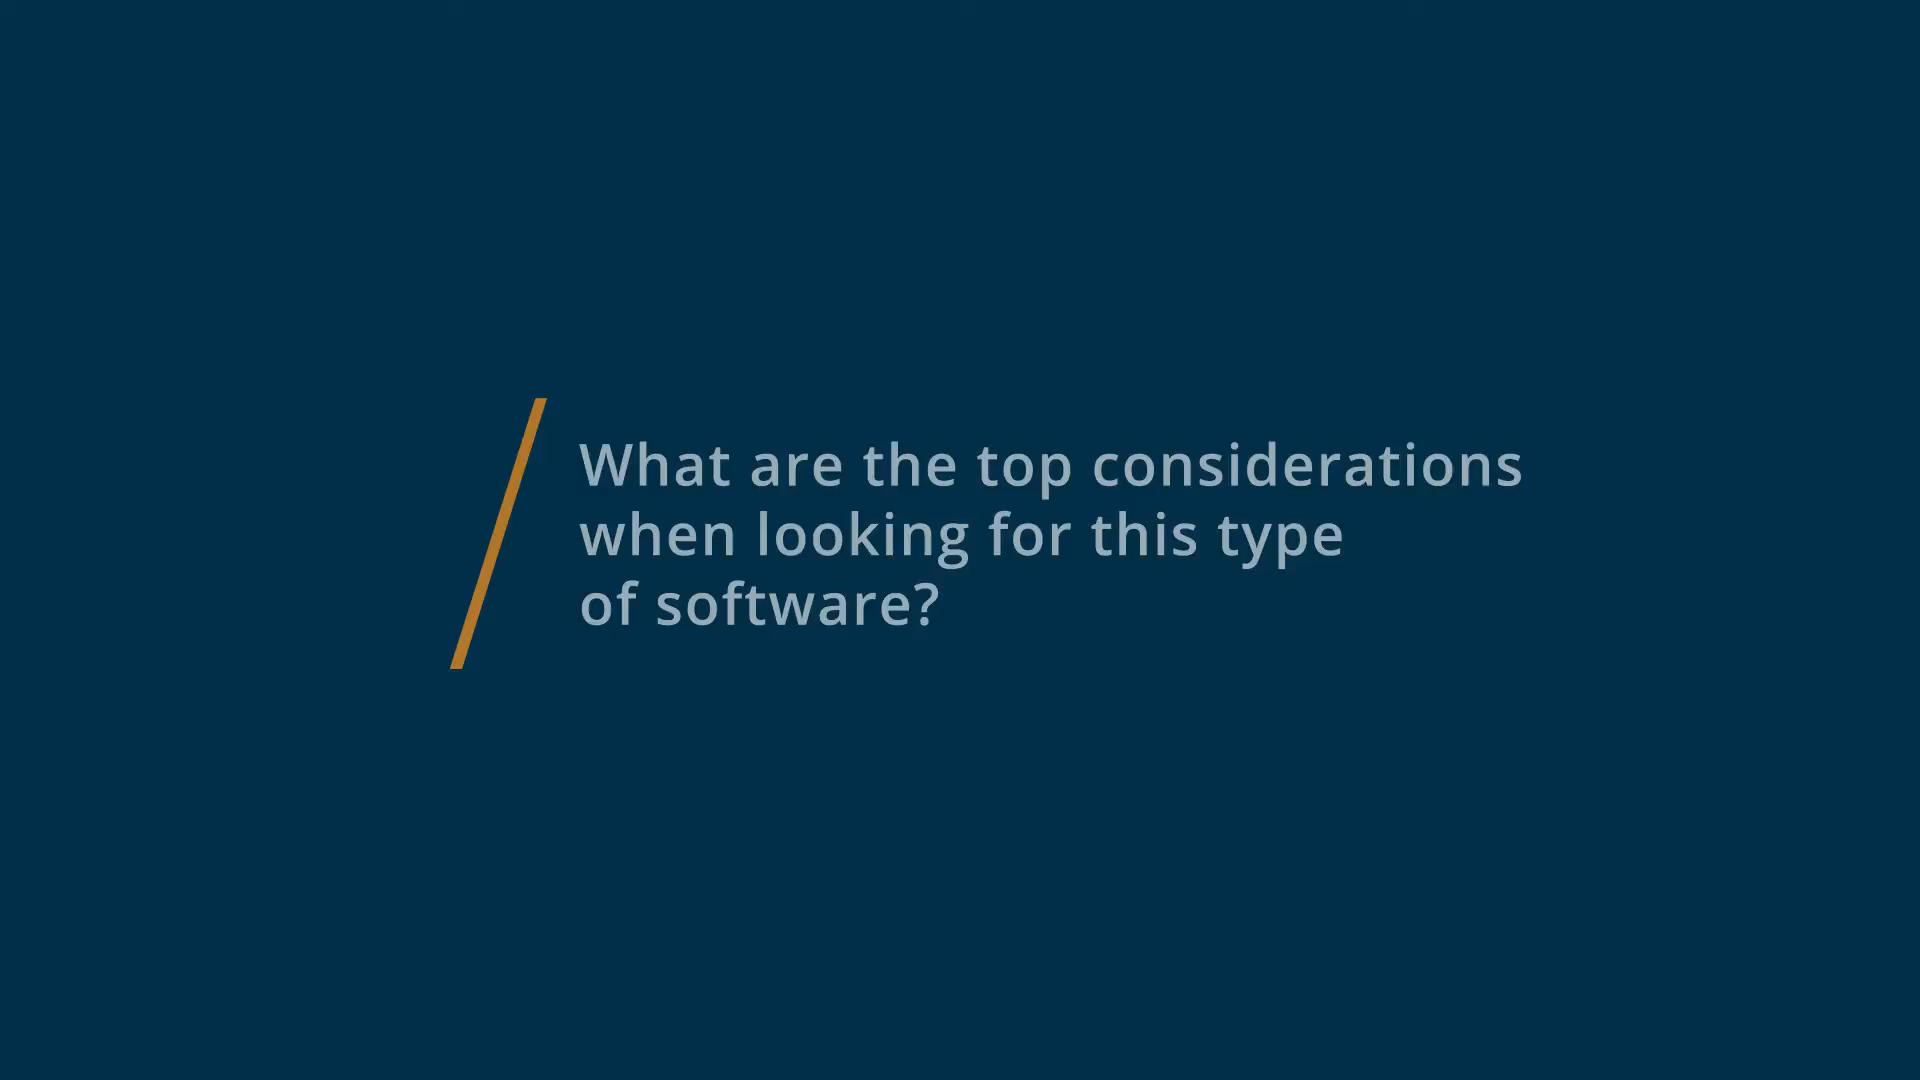 What are the top considerations
when looking for this type
of software?